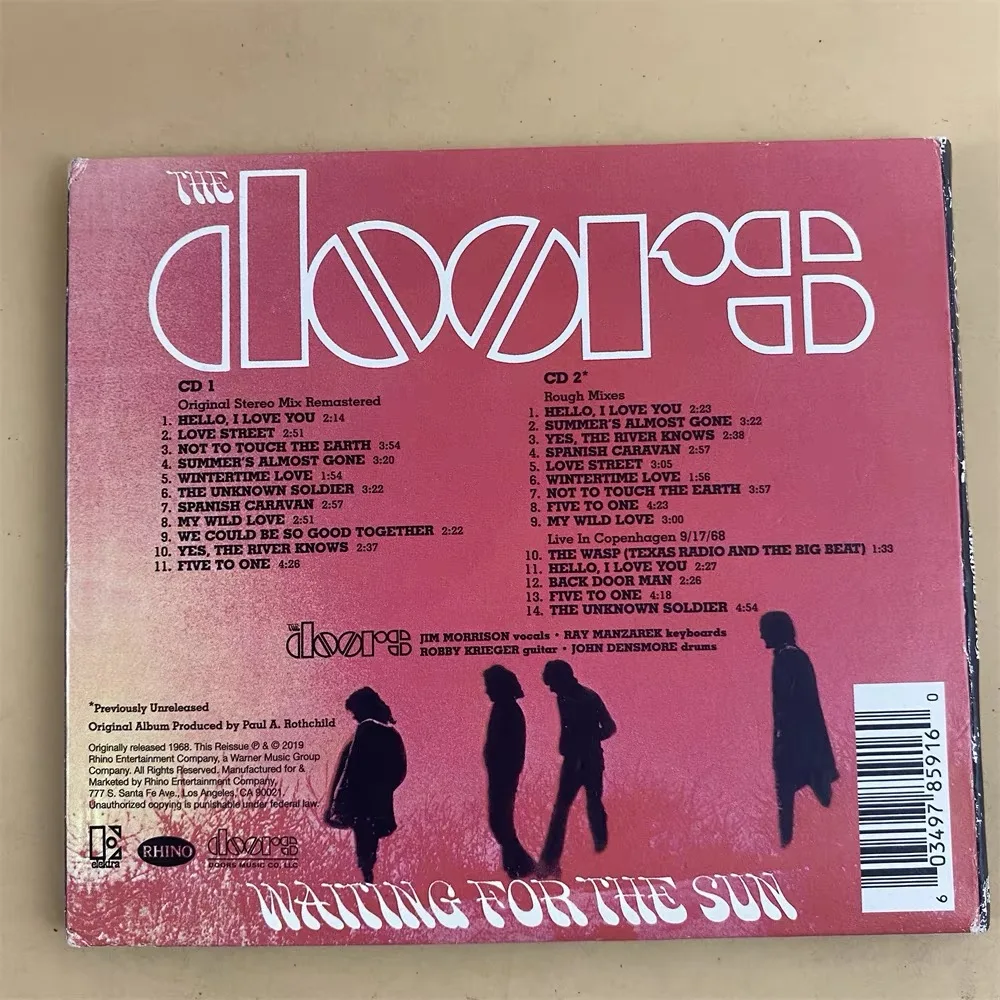 THE
doors
CD 1
Original Stereo Mix Remastered
1. HELLO, I LOVE YOU 2:14
2. LOVE STREET 2:51
3. NOT TO TOUCH THE EARTH 3:54
4. SUMMER'S ALMOST GONE 3:20
5. WINTERTIME LOVE 1:54
6. THE UNKNOWN SOLDIER 3:22
7. SPANISH CARAVAN 2:57
8. MY WILD LOVE 2:51
9. WE COULD BE SO GOOD TOGETHER 2:22
10. YES, THE RIVER KNOWS 2:37
11. FIVE TO ONE 4:26
CD 2*
Rough Mixes
1. HELLO, I LOVE YOU 2:23
2. SUMMER'S ALMOST GONE 3:22
3. YES, THE RIVER KNOWS 2:38
4. SPANISH CARAVAN 2:57
5. LOVE STREET 3:05
6. WINTERTIME LOVE 1:56
7. NOT TO TOUCH THE EARTH 3:57
8. FIVE TO ONE 4:23
9. MY WILD LOVE 3:00
Live In Copenhagen 9/17/68
10. THE WASP (TEXAS RADIO AND THE BIG BEAT) 1:33
11. HELLO, I LOVE YOU 2:27
12. BACK DOOR MAN 2:26
13. FIVE TO ONE 4:18
14. THE UNKNOWN SOLDIER 4:54
THE doors
JIM MORRISON vocals • RAY MANZAREK keyboards
ROBBY KRIEGER guitar • JOHN DENSMORE drums
*Previously Unreleased
Original Album Produced by Paul A. Rothchild
Originally released 1968. This Reissue ℗ & © 2019
Rhino Entertainment Company, a Warner Music Group
Company. All Rights Reserved. Manufactured for &
Marketed by Rhino Entertainment Company,
777 S. Santa Fe Ave., Los Angeles, CA 90021.
Unauthorized copying is punishable under federal law.
elektra
RHINO
doors
DOORS MUSIC CO, LLC
WAITING FOR THE SUN
6 03497 85916 0